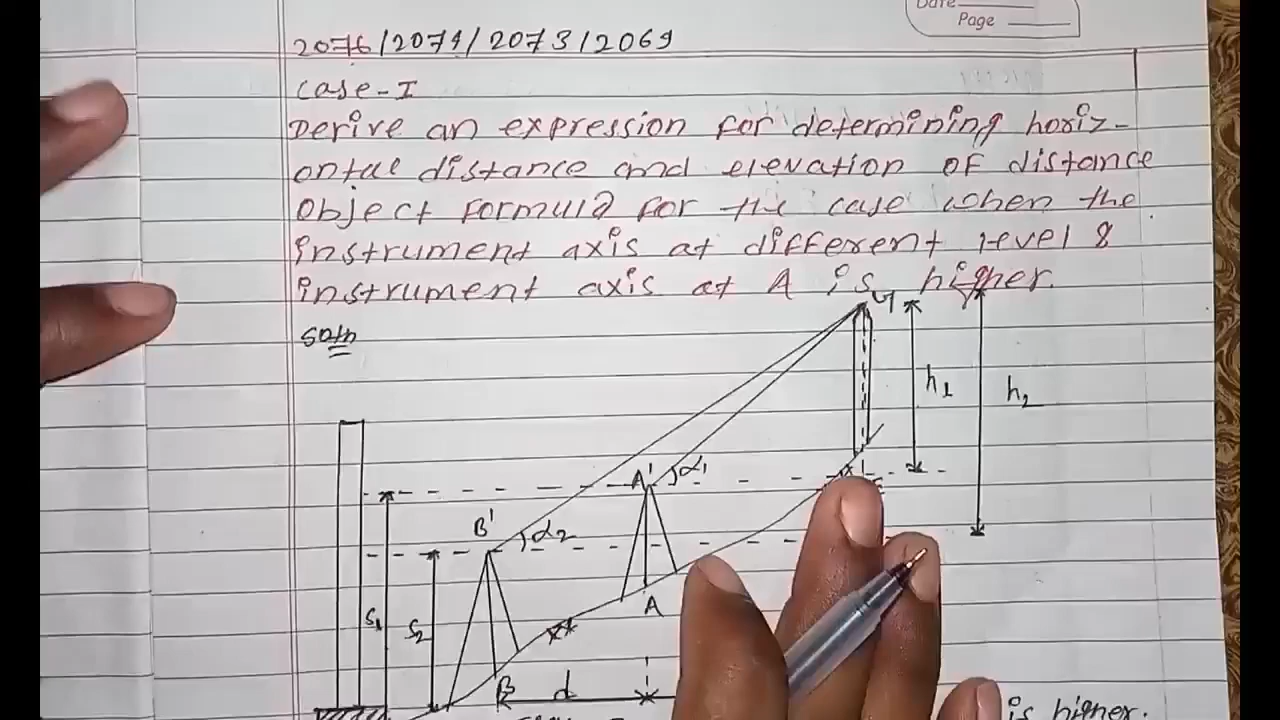 Date
Page
2076/2074/2073/2069
Case-I
Derive an expression for determining horiz-
ontal distance and elevation of distance
object formula for the case when the
instrument axis at different level &
instrument axis at A is higher.
Soln
h1
h2
A'
α1
B'
α2
S1
S2
A
B
d
is higher.